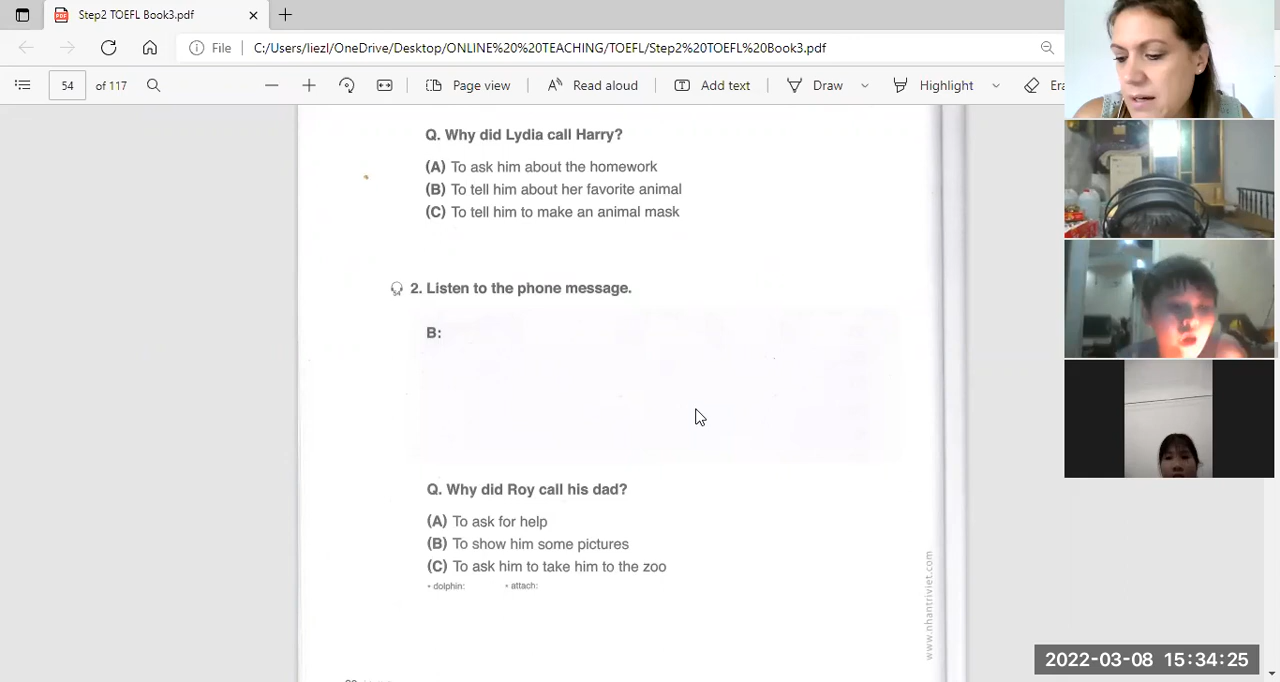 Step2 TOEFL Book3.pdf
File
C:/Users/liezl/OneDrive/Desktop/ONLINE%20%20TEACHING/TOEFL/Step2%20TOEFL%20Book3.pdf
54 of 117
Page view
Read aloud
Add text
Draw
Highlight
Q. Why did Lydia call Harry?
(A) To ask him about the homework
(B) To tell him about her favorite animal
(C) To tell him to make an animal mask
2. Listen to the phone message.
B:
Q. Why did Roy call his dad?
(A) To ask for help
(B) To show him some pictures
(C) To ask him to take him to the zoo
• dolphin: • attach:
www.nhantriviet.com
2022-03-08 15:34:25